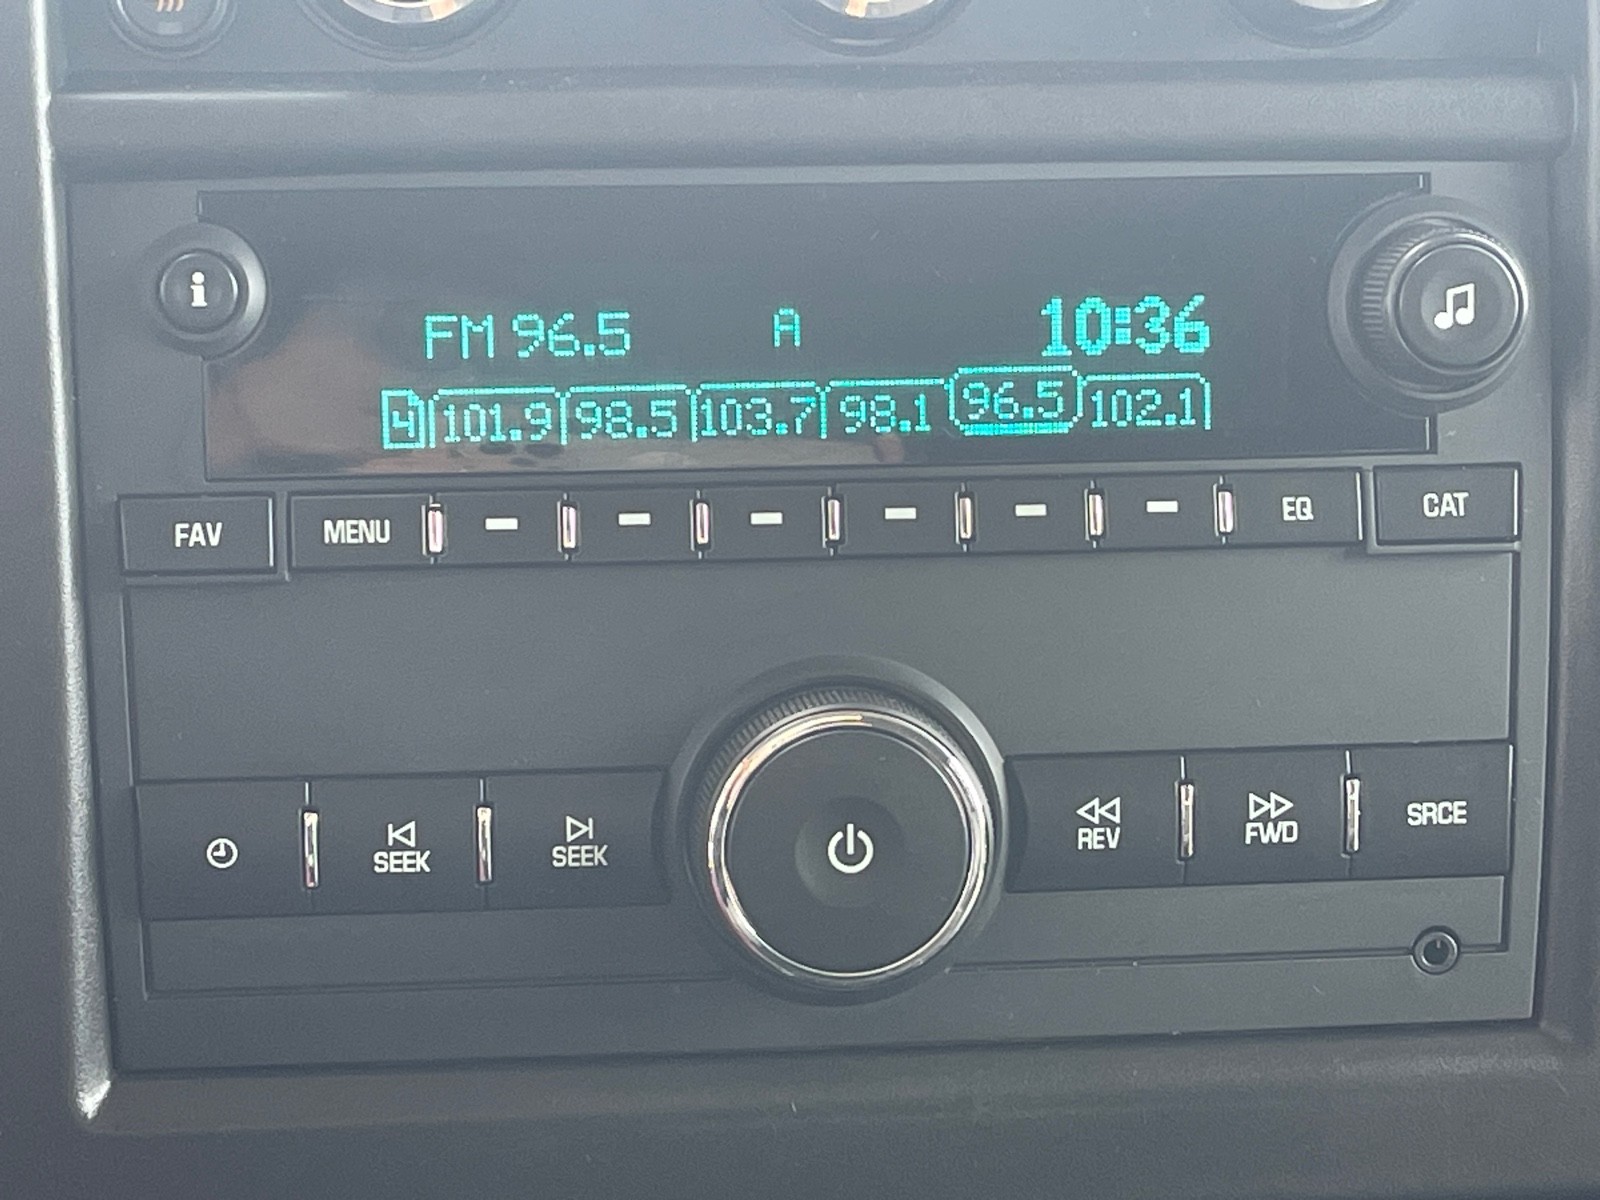 i
FM 96.5 A 10:36
4 101.9 98.5 103.7 98.1 96.5 102.1
FAV MENU EQ CAT
SEEK SEEK REV FWD SRCE